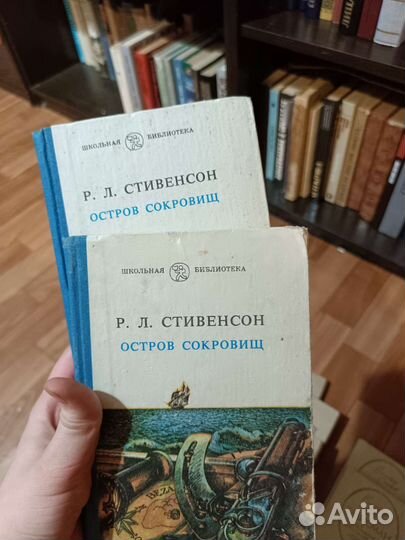 ШКОЛЬНАЯ БИБЛИОТЕКА
Р. Л. СТИВЕНСОН
ОСТРОВ СОКРОВИЩ
ШКОЛЬНАЯ БИБЛИОТЕКА
Р. Л. СТИВЕНСОН
ОСТРОВ СОКРОВИЩ
Avito